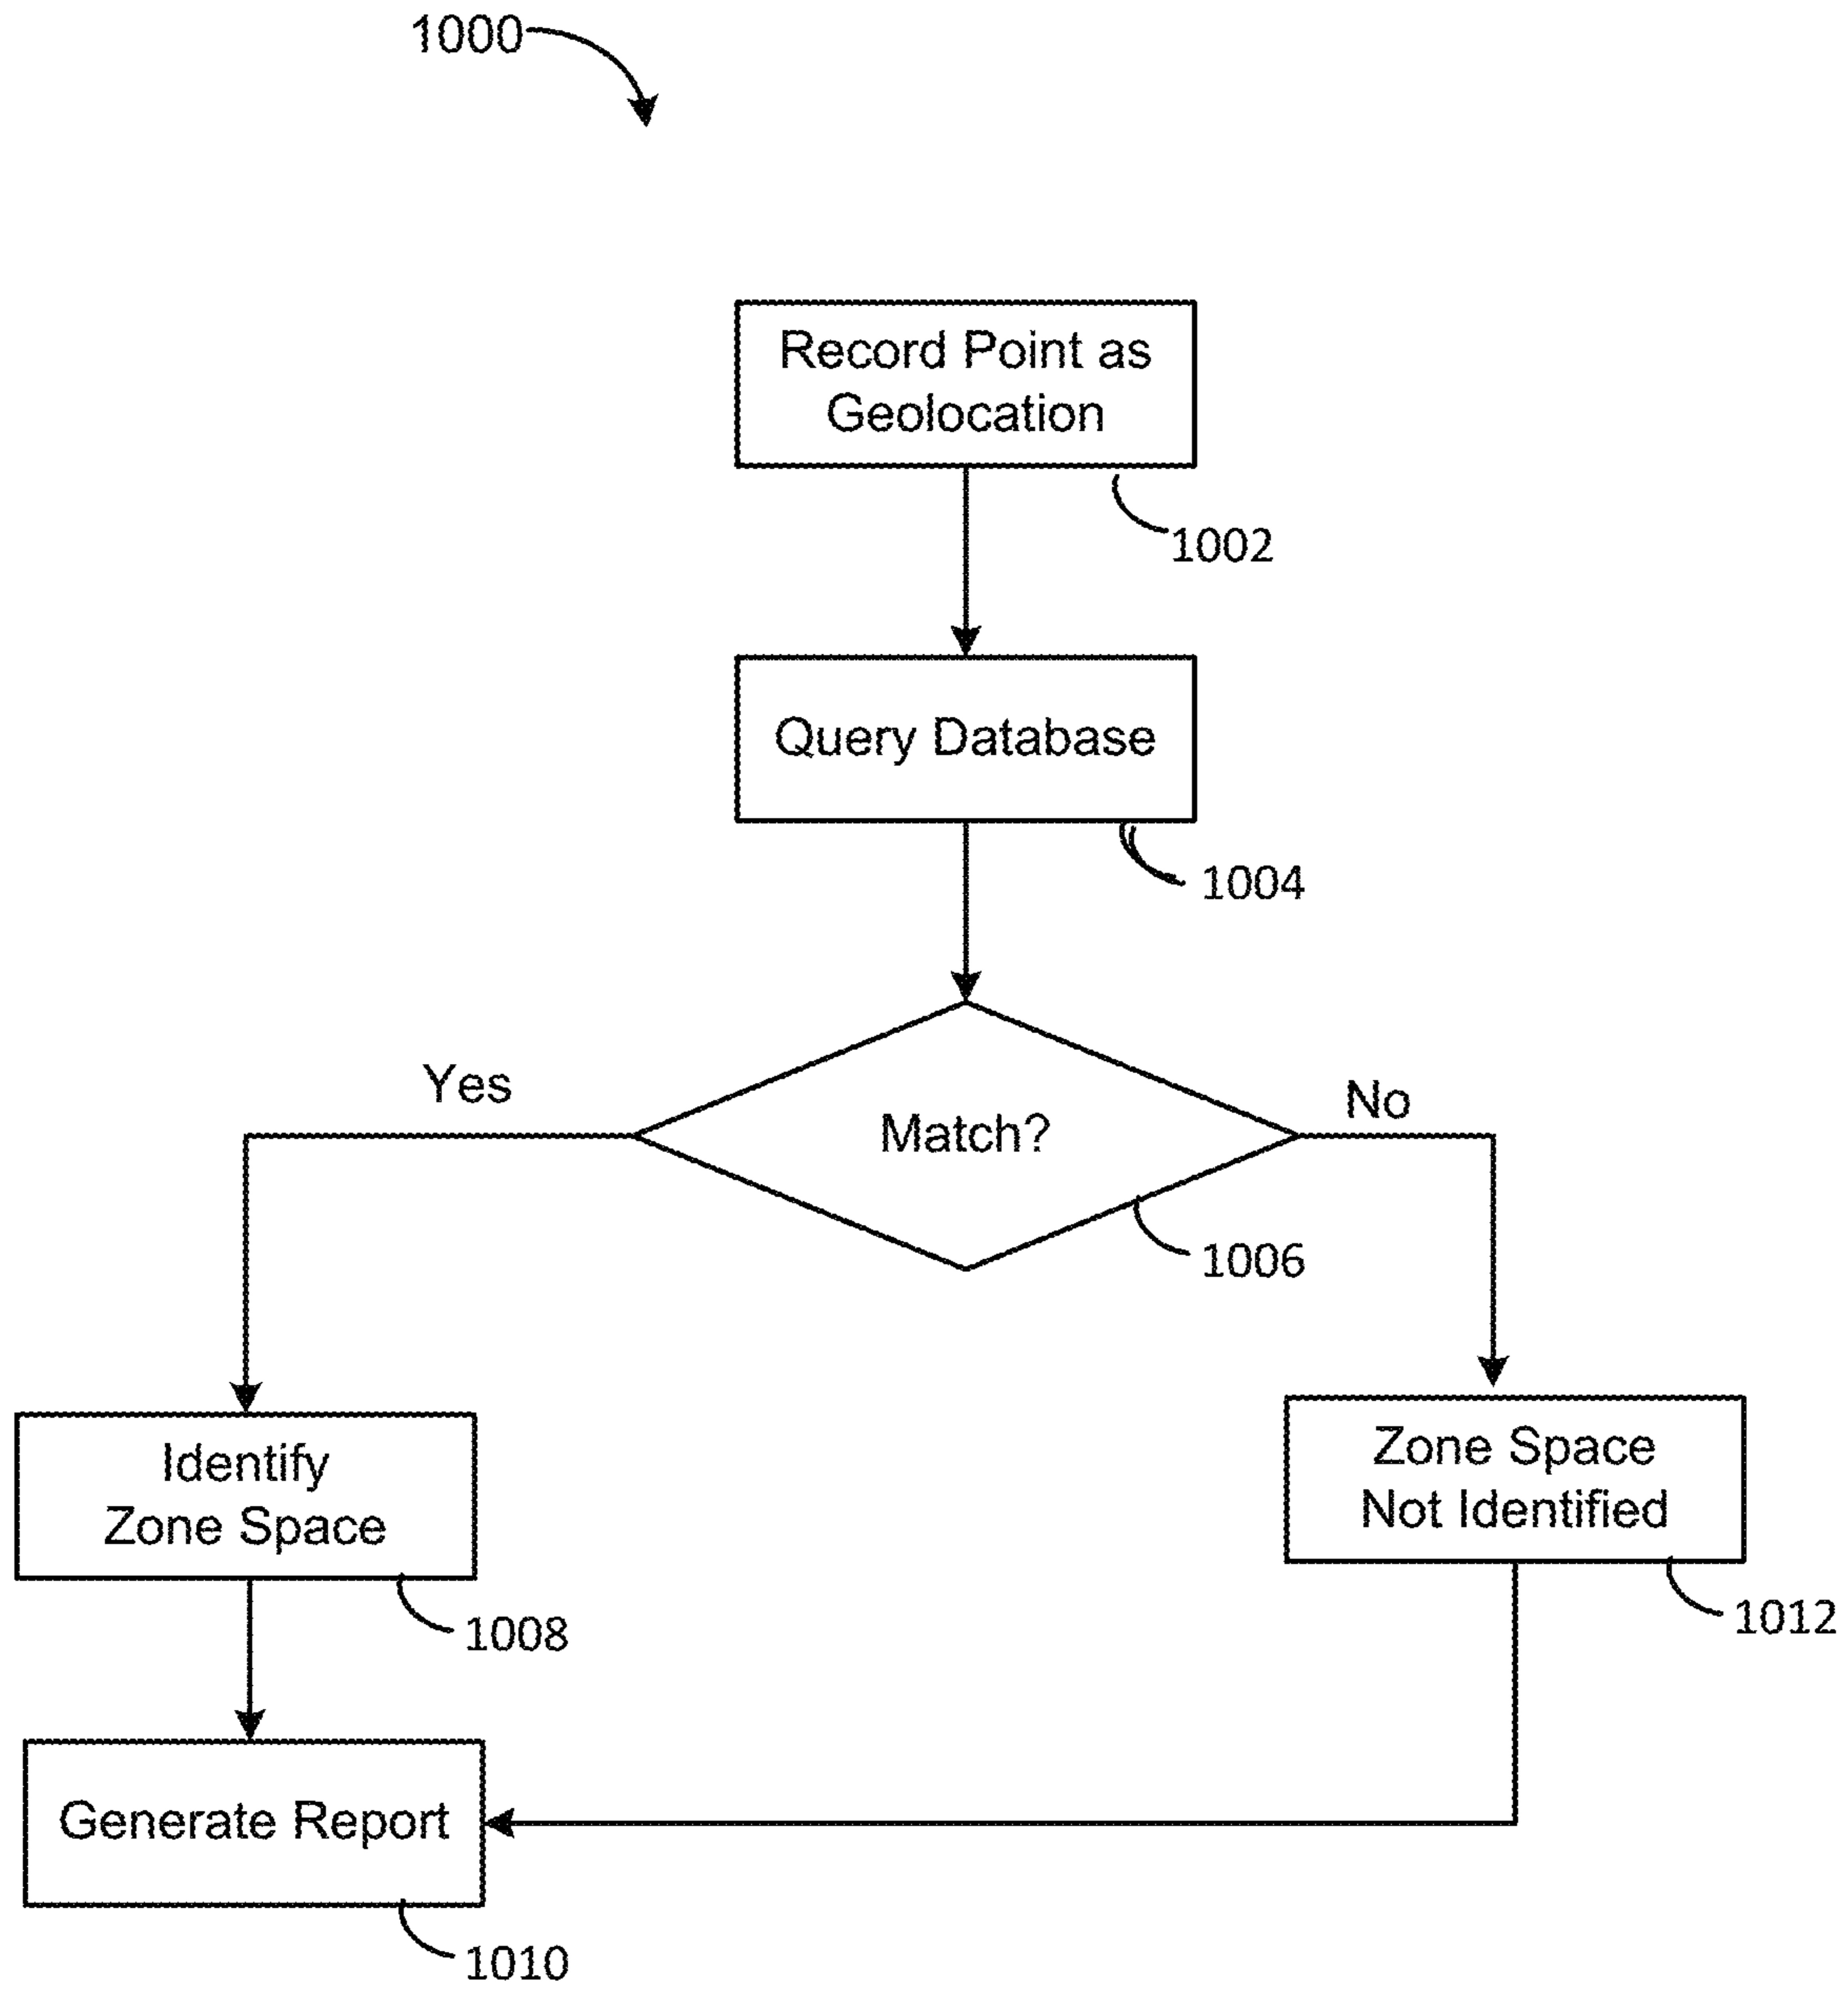 1000
Record Point as
Geolocation
1002
Query Database
1004
Yes
No
Match?
1006
Identify
Zone Space
1008
Zone Space
Not Identified
1012
Generate Report
1010